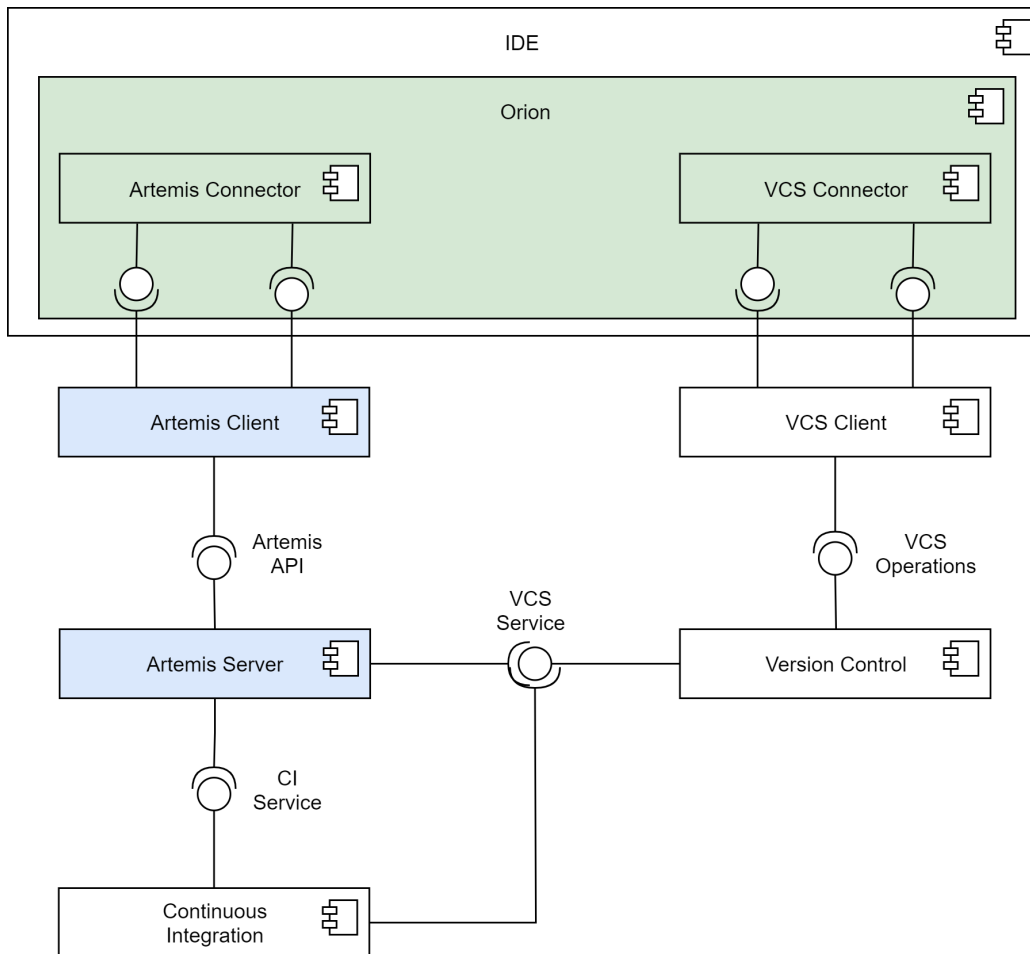 IDE
Orion
Artemis Connector
VCS Connector
Artemis Client
VCS Client
Artemis
API
VCS
Operations
VCS
Service
Artemis Server
Version Control
CI
Service
Continuous
Integration